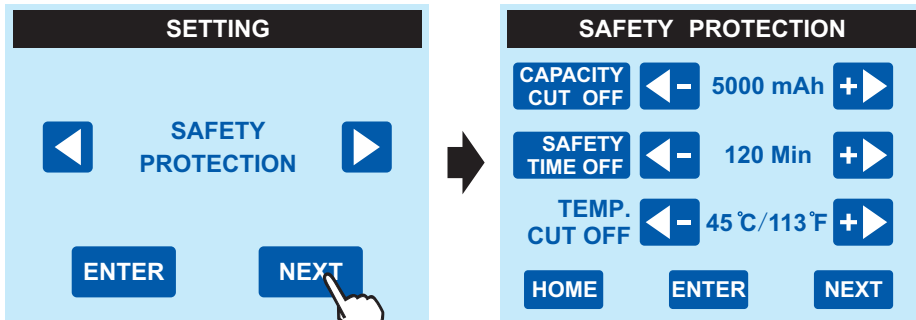 SETTING
SAFETY
PROTECTION
ENTER
NEXT
SAFETY PROTECTION
CAPACITY
CUT OFF
- 5000 mAh +
SAFETY
TIME OFF
- 120 Min +
TEMP.
CUT OFF
- 45℃/113℉ +
HOME ENTER NEXT